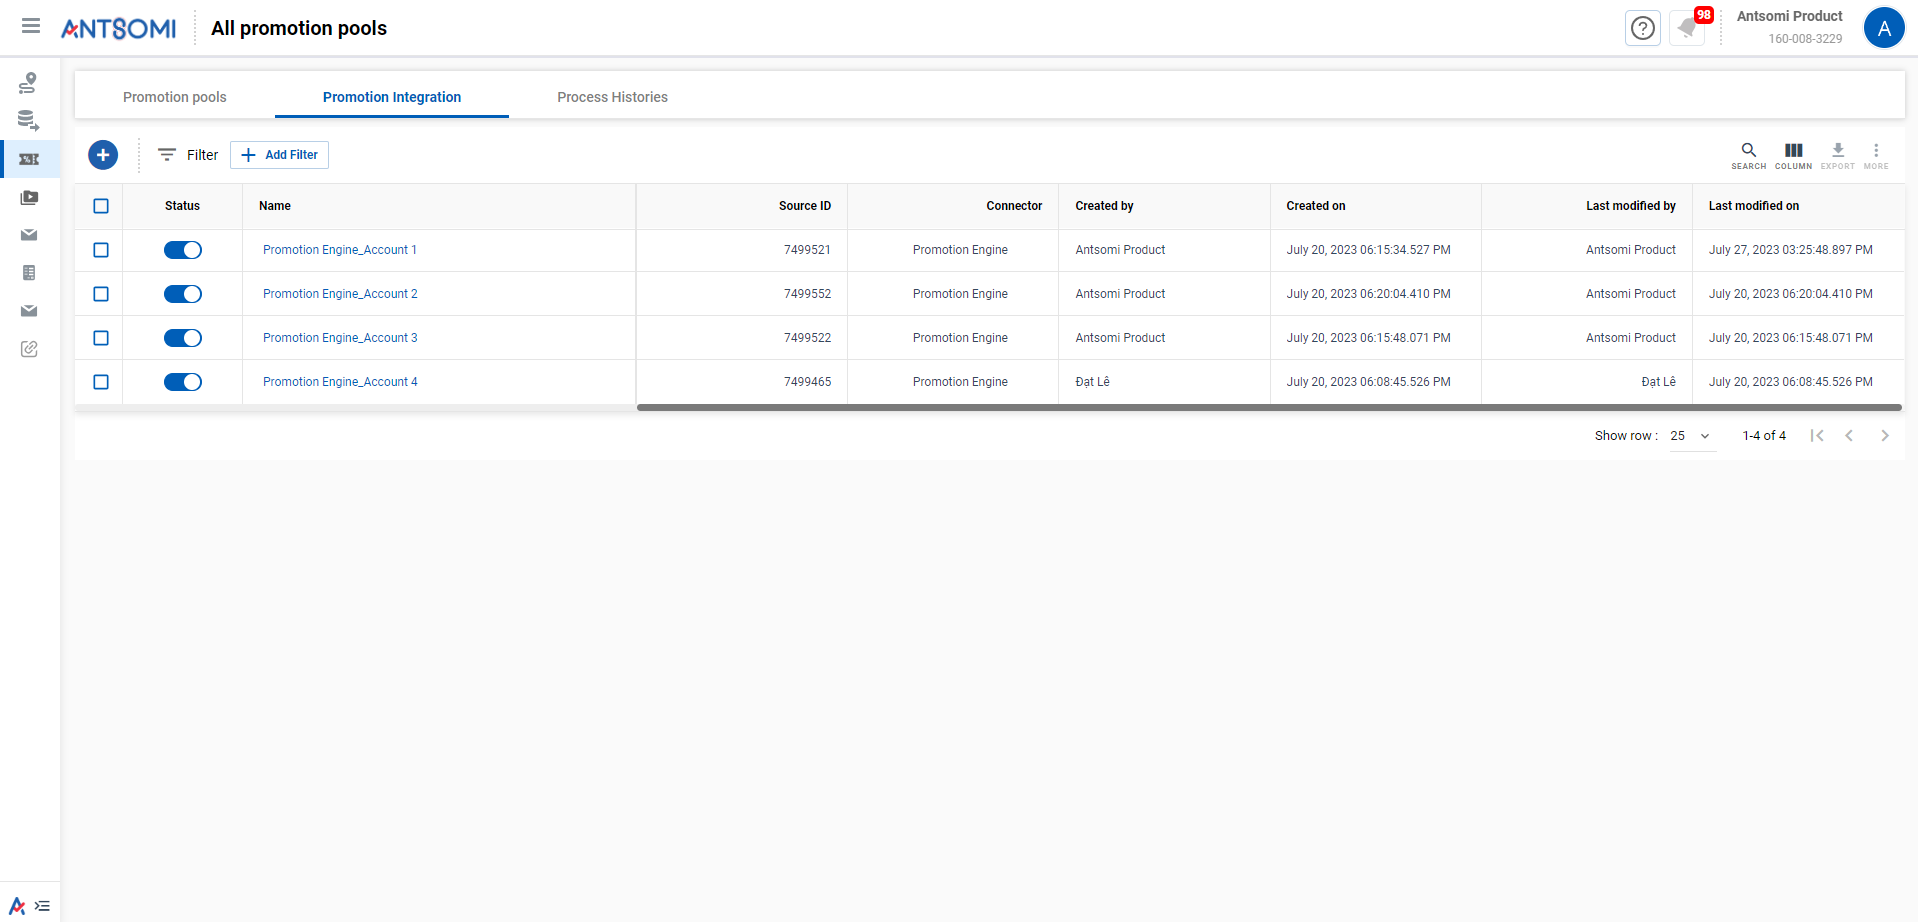 ANTSOMI All promotion pools 98 Antsomi Product
160-008-3229 A
Promotion pools Promotion Integration Process Histories
Filter Add Filter SEARCH COLUMN EXPORT MORE
Status Name Source ID Connector Created by Created on Last modified by Last modified on
Promotion Engine_Account 1 7499521 Promotion Engine Antsomi Product July 20, 2023 06:15:34.527 PM Antsomi Product July 27, 2023 03:25:48.897 PM
Promotion Engine_Account 2 7499552 Promotion Engine Antsomi Product July 20, 2023 06:20:04.410 PM Antsomi Product July 20, 2023 06:20:04.410 PM
Promotion Engine_Account 3 7499522 Promotion Engine Antsomi Product July 20, 2023 06:15:48.071 PM Antsomi Product July 20, 2023 06:15:48.071 PM
Promotion Engine_Account 4 7499465 Promotion Engine Đạt Lê July 20, 2023 06:08:45.526 PM Đạt Lê July 20, 2023 06:08:45.526 PM
Show row : 25 1-4 of 4